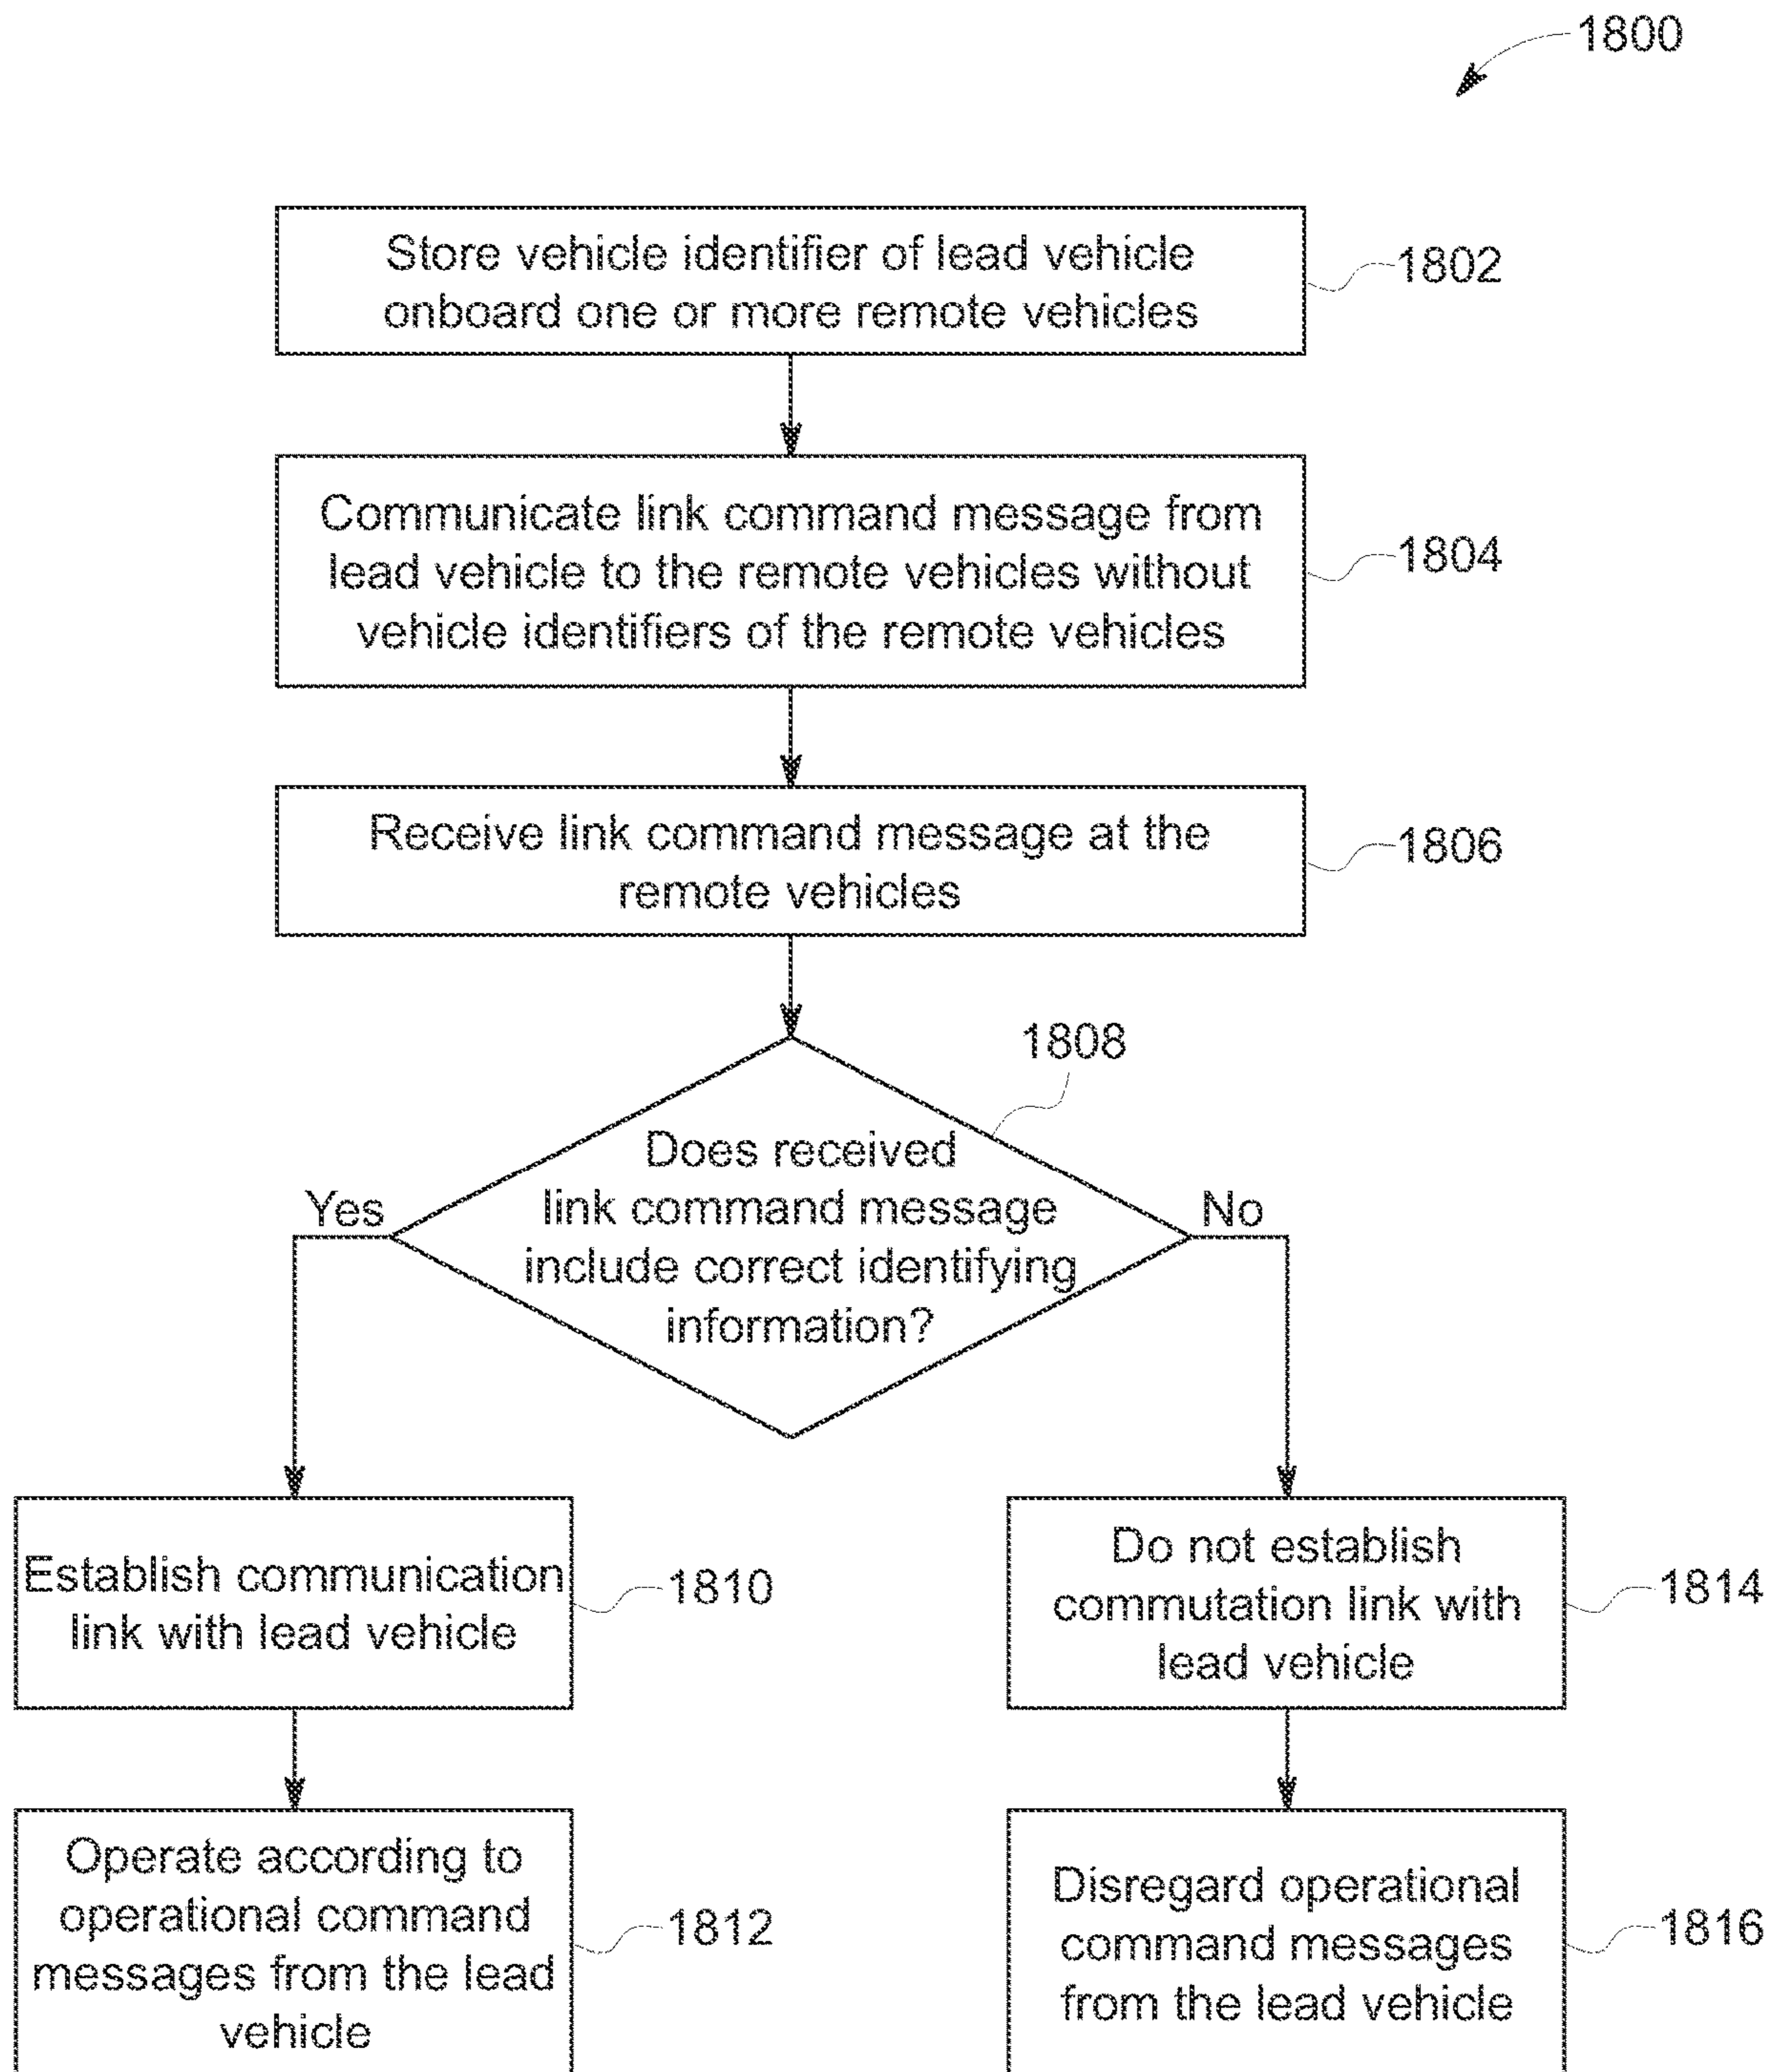 1800
Store vehicle identifier of lead vehicle
onboard one or more remote vehicles
1802
Communicate link command message from
lead vehicle to the remote vehicles without
vehicle identifiers of the remote vehicles
1804
Receive link command message at the
remote vehicles
1806
1808
Does received
link command message
include correct identifying
information?
Yes
No
Establish communication
link with lead vehicle
1810
Do not establish
commutation link with
lead vehicle
1814
Operate according to
operational command
messages from the lead
vehicle
1812
Disregard operational
command messages
from the lead vehicle
1816